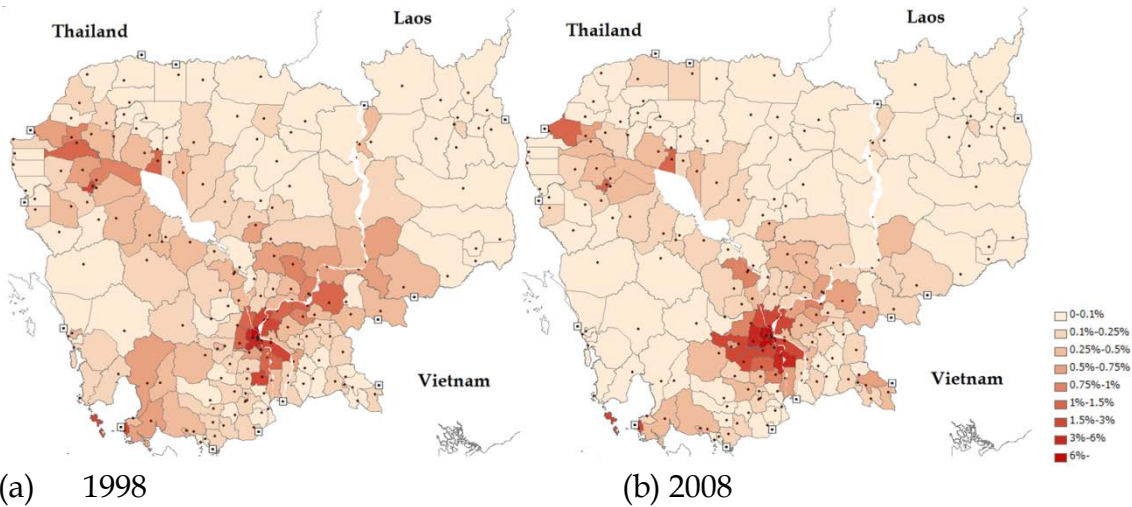 Thailand
Laos
Vietnam
Thailand
Laos
Vietnam
0-0.1%
0.1%-0.25%
0.25%-0.5%
0.5%-0.75%
0.75%-1%
1%-1.5%
1.5%-3%
3%-6%
6%-
(a) 1998
(b) 2008